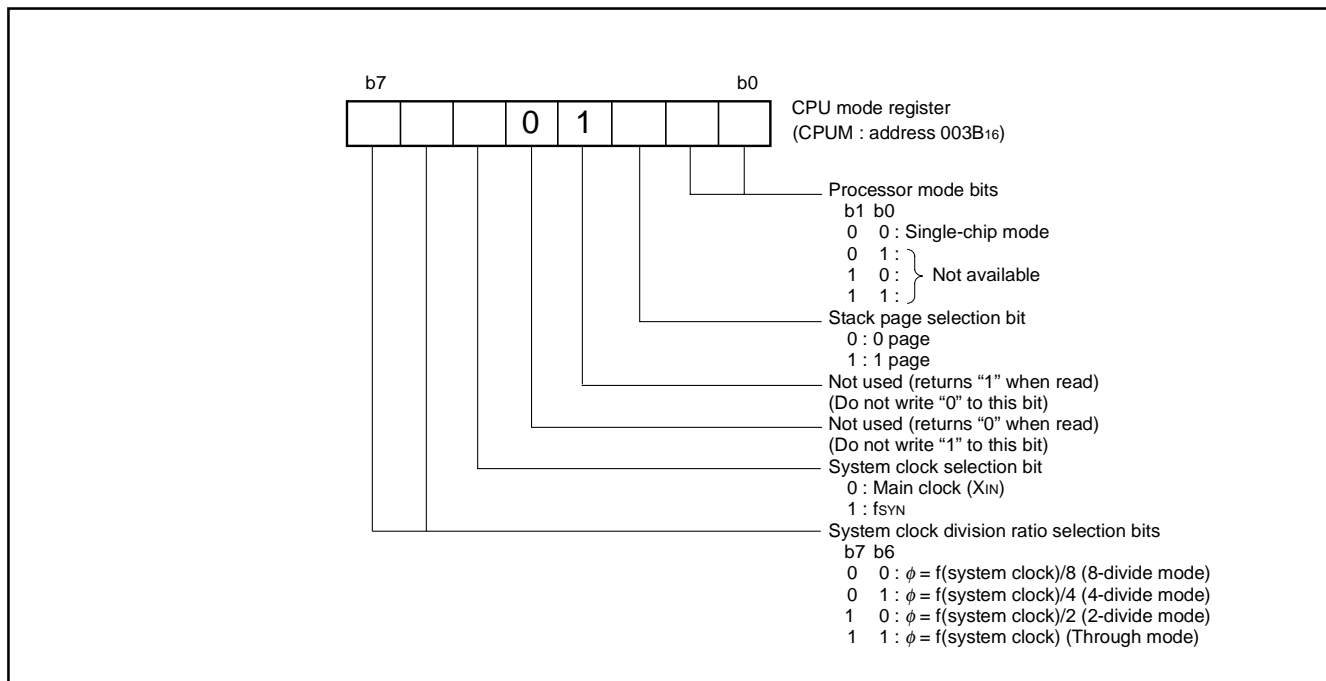 b7 b0
0 1
CPU mode register
(CPUM : address 003B16)
Processor mode bits
b1 b0
0 0 : Single-chip mode
0 1 :
1 0 : Not available
1 1 :
Stack page selection bit
0 : 0 page
1 : 1 page
Not used (returns “1” when read)
(Do not write “0” to this bit)
Not used (returns “0” when read)
(Do not write “1” to this bit)
System clock selection bit
0 : Main clock (XIN)
1 : fSYN
System clock division ratio selection bits
b7 b6
0 0 : ϕ = f(system clock)/8 (8-divide mode)
0 1 : ϕ = f(system clock)/4 (4-divide mode)
1 0 : ϕ = f(system clock)/2 (2-divide mode)
1 1 : ϕ = f(system clock) (Through mode)